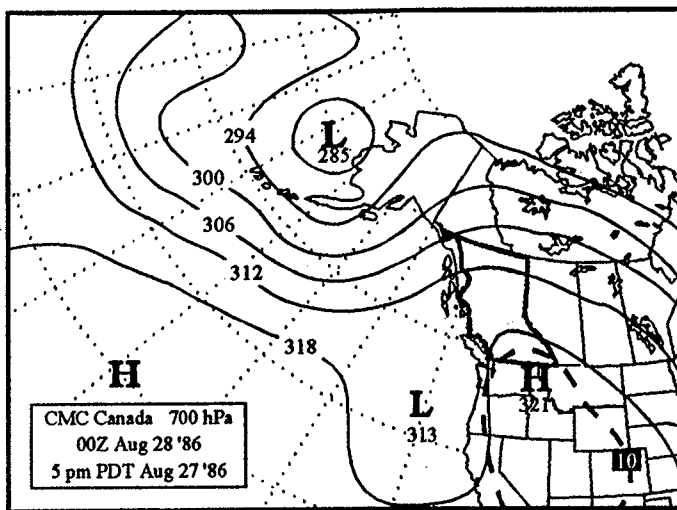 294
L
285
300
306
312
318
H
L
313
H
321
10
CMC Canada 700 hPa
00Z Aug 28 '86
5 pm PDT Aug 27 '86